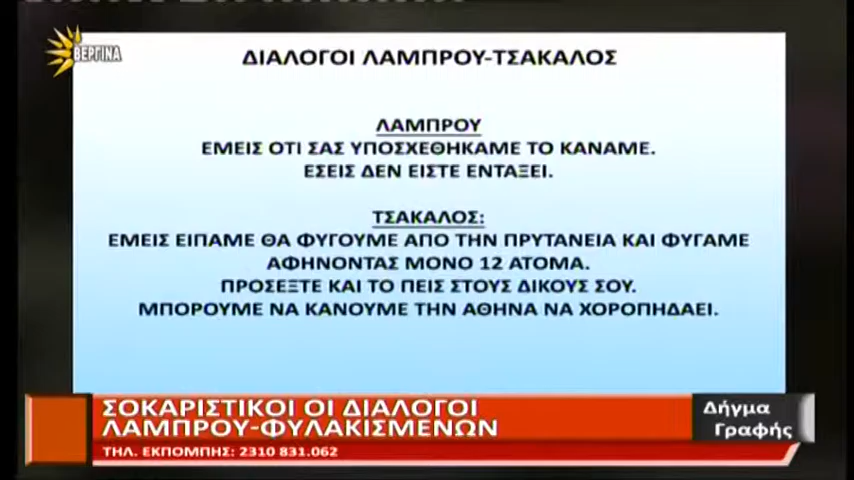 ΒΕΡΓΙΝΑ
ΔΙΑΛΟΓΟΙ ΛΑΜΠΡΟΥ-ΤΣΑΚΑΛΟΣ
ΛΑΜΠΡΟΥ
ΕΜΕΙΣ ΟΤΙ ΣΑΣ ΥΠΟΣΧΕΘΗΚΑΜΕ ΤΟ ΚΑΝΑΜΕ.
ΕΣΕΙΣ ΔΕΝ ΕΙΣΤΕ ΕΝΤΑΞΕΙ.
ΤΣΑΚΑΛΟΣ:
ΕΜΕΙΣ ΕΙΠΑΜΕ ΘΑ ΦΥΓΟΥΜΕ ΑΠΟ ΤΗΝ ΠΡΥΤΑΝΕΙΑ ΚΑΙ ΦΥΓΑΜΕ
ΑΦΗΝΟΝΤΑΣ ΜΟΝΟ 12 ΑΤΟΜΑ.
ΠΡΟΣΕΞΤΕ ΚΑΙ ΤΟ ΠΕΙΣ ΣΤΟΥΣ ΔΙΚΟΥΣ ΣΟΥ.
ΜΠΟΡΟΥΜΕ ΝΑ ΚΑΝΟΥΜΕ ΤΗΝ ΑΘΗΝΑ ΝΑ ΧΟΡΟΠΗΔΑΕΙ.
ΣΟΚΑΡΙΣΤΙΚΟΙ ΟΙ ΔΙΑΛΟΓΟΙ
ΛΑΜΠΡΟΥ-ΦΥΛΑΚΙΣΜΕΝΩΝ
ΤΗΛ. ΕΚΠΟΜΠΗΣ: 2310 831.062
Δήγμα
Γραφής